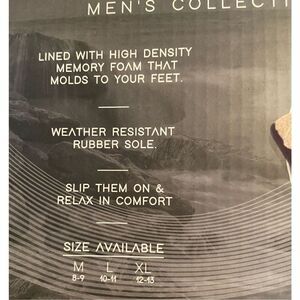 MEN'S COLLECTI
LINED WITH HIGH DENSITY
MEMORY FOAM THAT
MOLDS TO YOUR FEET.
WEATHER RESISTANT
RUBBER SOLE.
SLIP THEM ON &
RELAX IN COMFORT
SIZE AVAILABLE
M L XL
8-9 10-11 12-13